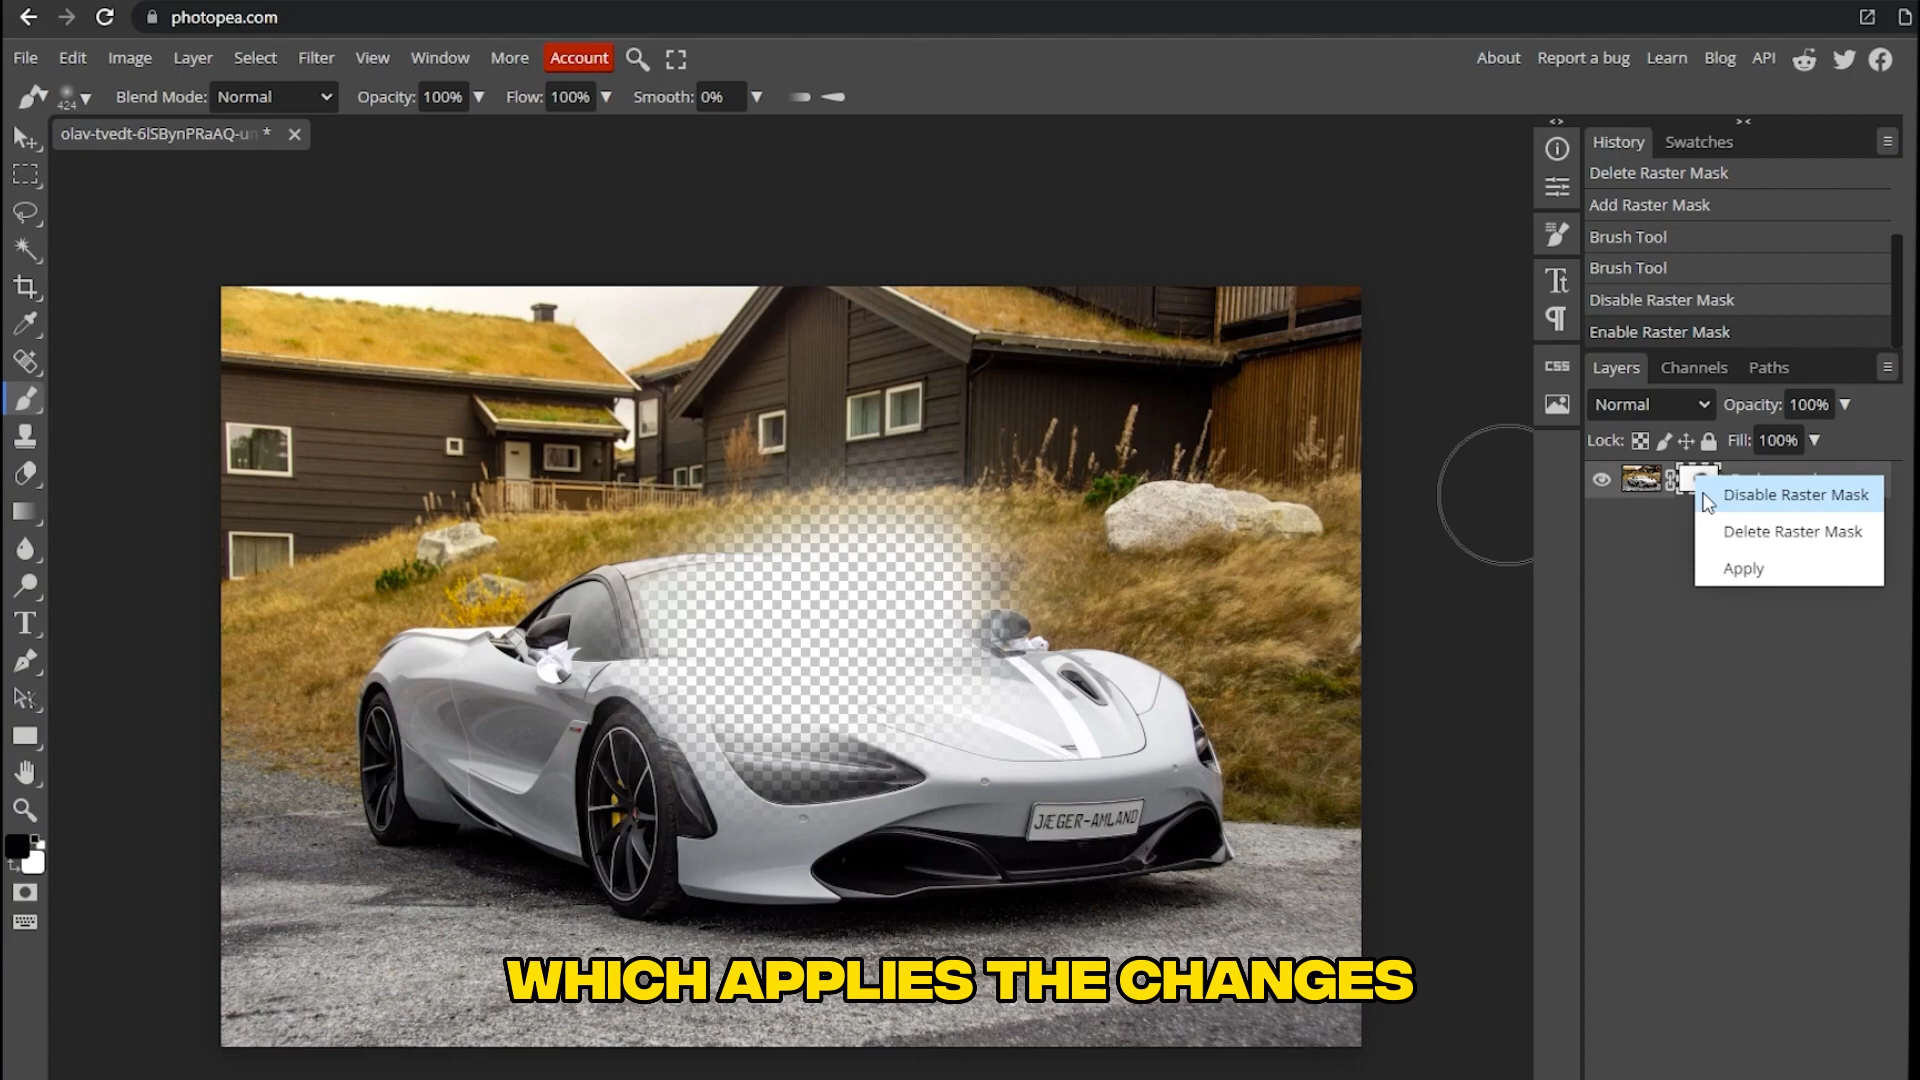 photopea.com
File Edit Image Layer Select Filter View Window More Account
About Report a bug Learn Blog API
424 Blend Mode: Normal Opacity: 100% Flow: 100% Smooth: 0%
olav-tvedt-6lSBynPRaAQ-un *
History Swatches
Delete Raster Mask
Add Raster Mask
Brush Tool
Brush Tool
Disable Raster Mask
Enable Raster Mask
CSS
Layers Channels Paths
Normal Opacity: 100%
Lock: Fill: 100%
Disable Raster Mask
Delete Raster Mask
Apply
JÆGER-AMLAND
WHICH APPLIES THE CHANGES